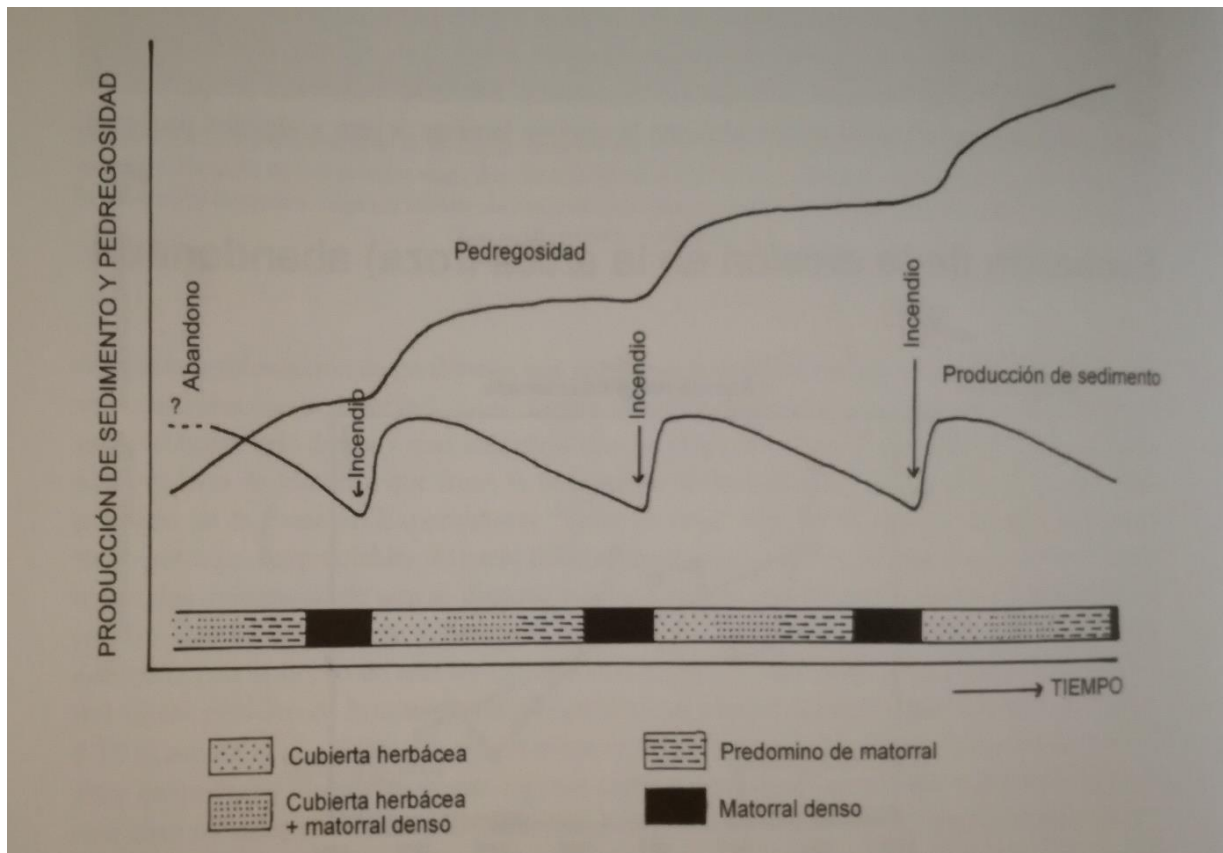 PRODUCCIÓN DE SEDIMENTO Y PEDREGOSIDAD
Pedregosidad
Abandono
?
Incendio
Incendio
Incendio
Producción de sedimento
TIEMPO
Cubierta herbácea
Cubierta herbácea
+ matorral denso
Predomino de matorral
Matorral denso